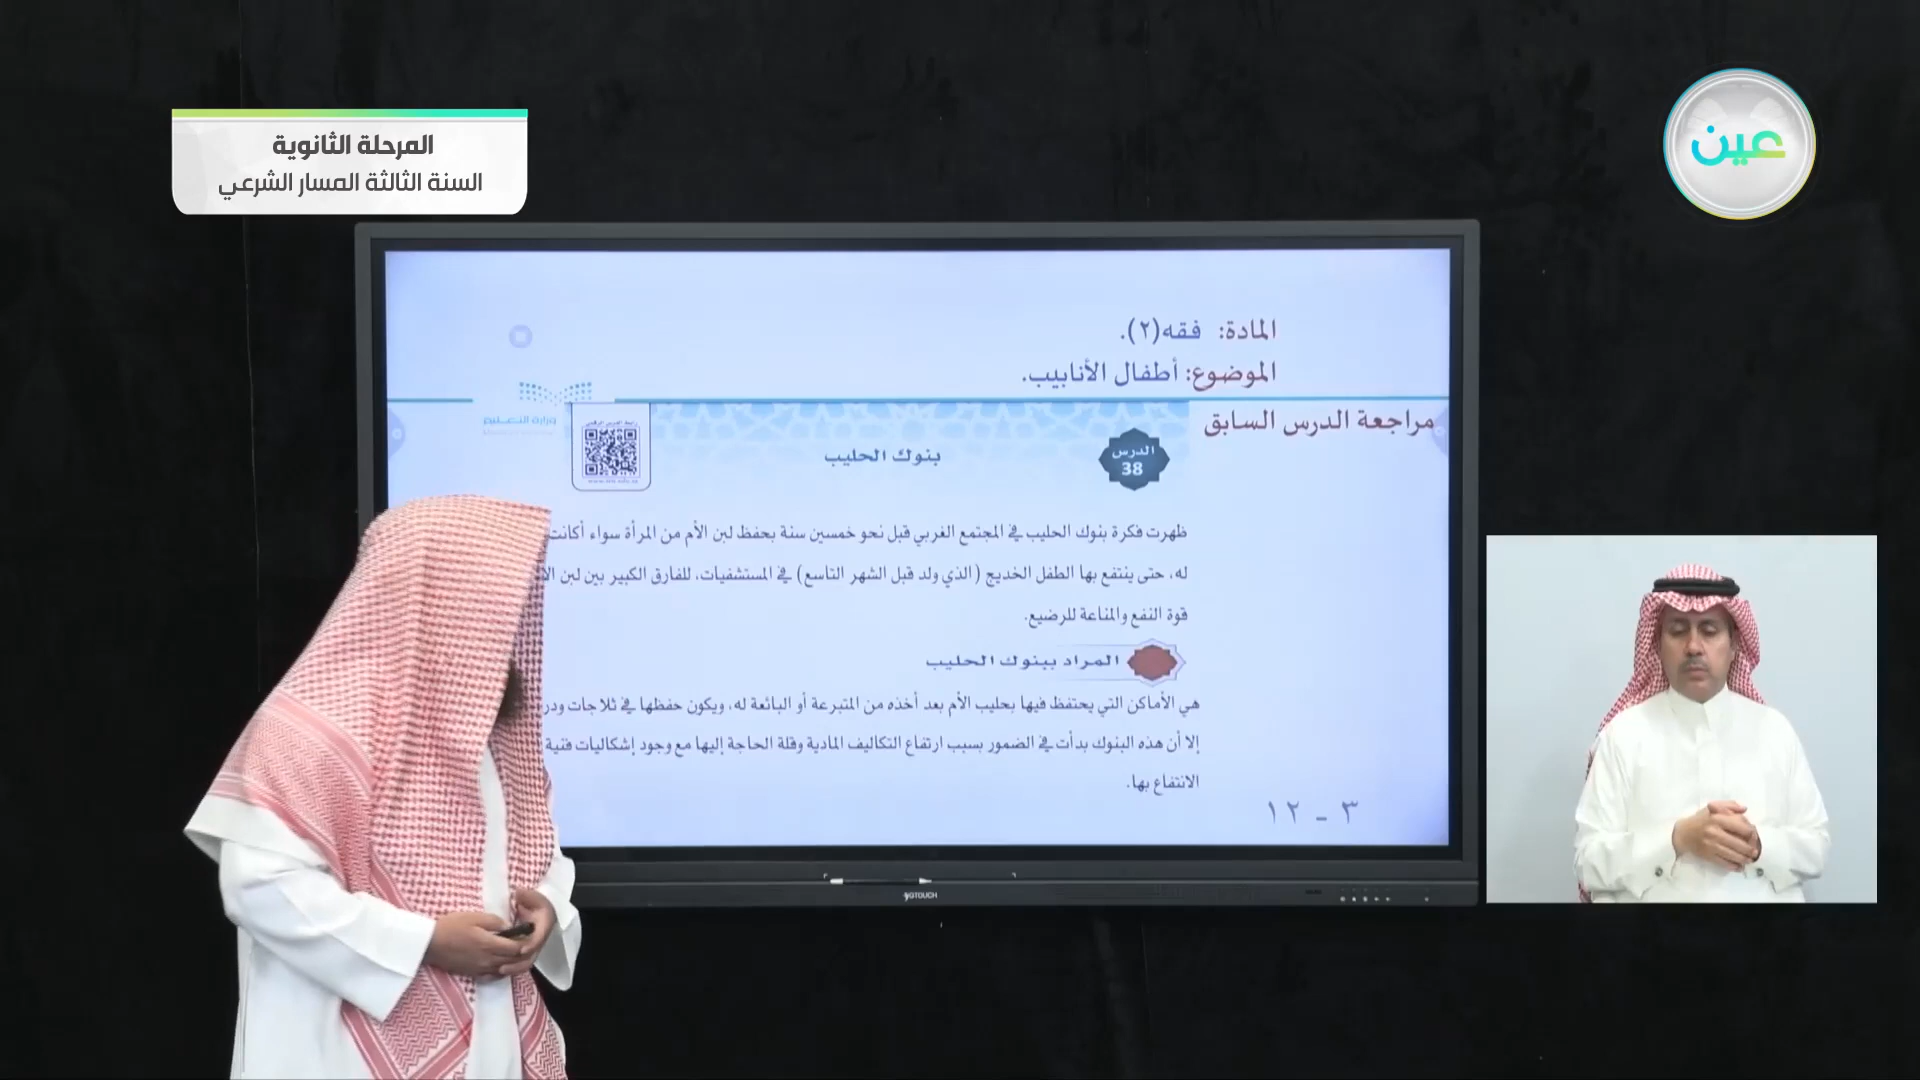 المرحلة الثانوية
السنة الثالثة المسار الشرعي
عين
المادة: فقه(٢).
الموضوع: أطفال الأنابيب.
وزارة التعليم
مراجعة الدرس السابق
الدرس
38
بنوك الحليب
ظهرت فكرة بنوك الحليب في المجتمع الغربي قبل نحو خمسين سنة بحفظ لبن الأم من المرأة سواء أكانت
له، حتى ينتفع بها الطفل الخديج (الذي ولد قبل الشهر التاسع) في المستشفيات، للفارق الكبير بين لبن
قوة النفع والمناعة للرضيع.
المراد ببنوك الحليب
هي الأماكن التي يحتفظ فيها بحليب الأم بعد أخذه من المتبرعة أو البائعة له، ويكون حفظها في ثلاجات
إلا أن هذه البنوك بدأت في الضمور بسبب ارتفاع التكاليف المادية وقلة الحاجة إليها مع وجود إشكاليات فنية
الانتفاع بها.
٣ - ١٢